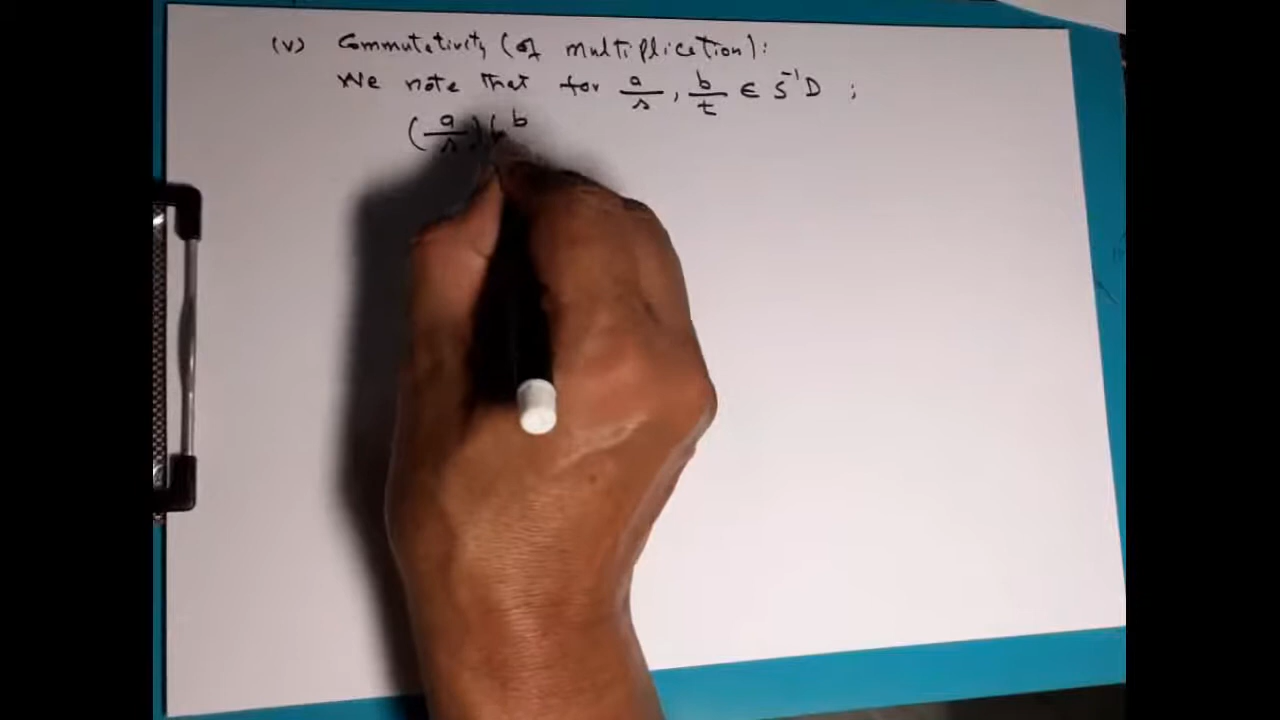 (v) Commutativity (of multiplication):
We note that for a/s, b/t ∈ S⁻¹D ;
(a/s)(b